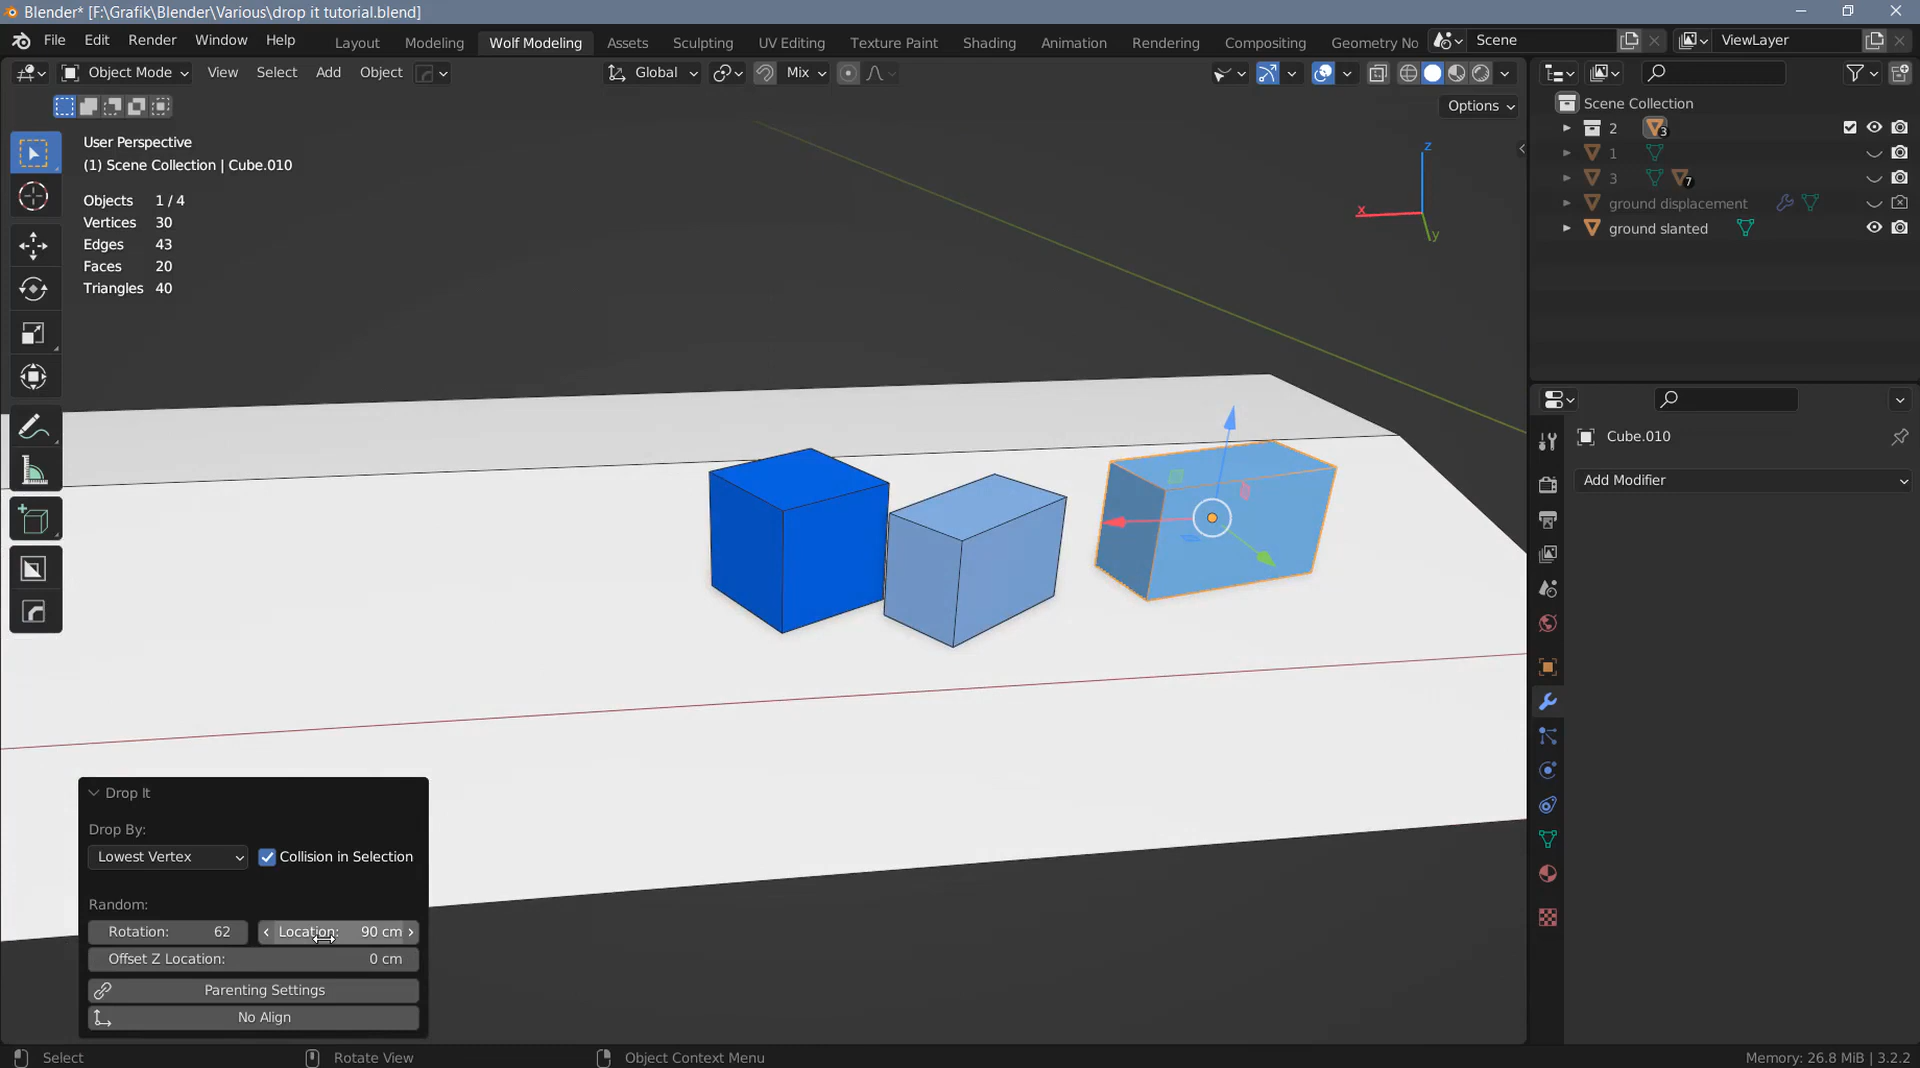 Blender* [F:\Grafik\Blender\Various\drop it tutorial.blend]
File Edit Render Window Help Layout Modeling Wolf Modeling Assets Sculpting UV Editing Texture Paint Shading Animation Rendering Compositing Geometry No Scene ViewLayer
Object Mode View Select Add Object Global Mix
Options
User Perspective
(1) Scene Collection | Cube.010
Objects 1 / 4
Vertices 30
Edges 43
Faces 20
Triangles 40
z
x
y
Scene Collection
2 3
1
3 7
ground displacement
ground slanted
Cube.010
Add Modifier
Drop It
Drop By:
Lowest Vertex Collision in Selection
Random:
Rotation: 62 Location: 90 cm
Offset Z Location: 0 cm
Parenting Settings
No Align
Select Rotate View Object Context Menu Memory: 26.8 MiB | 3.2.2